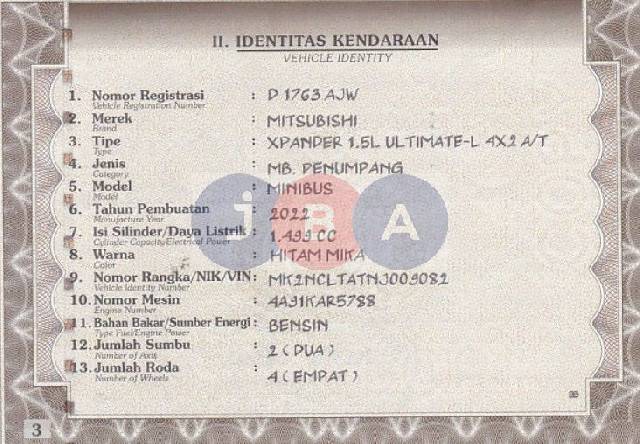 II. IDENTITAS KENDARAAN
VEHICLE IDENTITY
1. Nomor Registrasi : D 1763 AJW
Vehicle Registration Number
2. Merek : MITSUBISHI
Brand
3. Tipe : XPANDER 1.5L ULTIMATE-L 4X2 A/T
Type
4. Jenis : MB. PENUMPANG
Category
5. Model : MINIBUS
Model
6. Tahun Pembuatan : 2022
Manufacture Year
7. Isi Silinder/Daya Listrik : 1.499 CC
Cylinder Capacity/Electrical Power
8. Warna : HITAM MIKA
Color
9. Nomor Rangka/NIK/VIN : MK2NCLTATNJ009082
Vehicle Identity Number
10. Nomor Mesin : 4A91KAR5788
Engine Number
11. Bahan Bakar/Sumber Energi : BENSIN
Type Fuel/Engine Power
12. Jumlah Sumbu : 2 ( DUA )
Number of Axis
13. Jumlah Roda : 4 ( EMPAT )
Number of Wheels
JBA
3